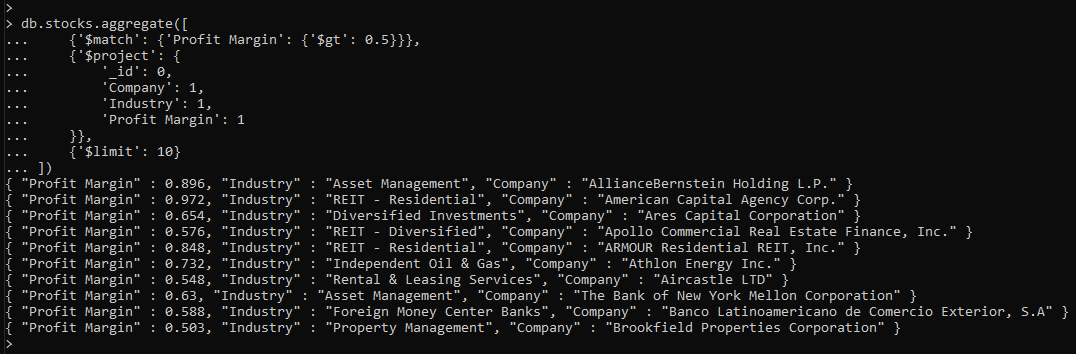 >
> db.stocks.aggregate([
...     {'$match': {'Profit Margin': {'$gt': 0.5}}},
...     {'$project': {
...         '_id': 0,
...         'Company': 1,
...         'Industry': 1,
...         'Profit Margin': 1
...     }},
...     {'$limit': 10}
... ])
{ "Profit Margin" : 0.896, "Industry" : "Asset Management", "Company" : "AllianceBernstein Holding L.P." }
{ "Profit Margin" : 0.972, "Industry" : "REIT - Residential", "Company" : "American Capital Agency Corp." }
{ "Profit Margin" : 0.654, "Industry" : "Diversified Investments", "Company" : "Ares Capital Corporation" }
{ "Profit Margin" : 0.576, "Industry" : "REIT - Diversified", "Company" : "Apollo Commercial Real Estate Finance, Inc." }
{ "Profit Margin" : 0.848, "Industry" : "REIT - Residential", "Company" : "ARMOUR Residential REIT, Inc." }
{ "Profit Margin" : 0.732, "Industry" : "Independent Oil & Gas", "Company" : "Athlon Energy Inc." }
{ "Profit Margin" : 0.548, "Industry" : "Rental & Leasing Services", "Company" : "Aircastle LTD" }
{ "Profit Margin" : 0.63, "Industry" : "Asset Management", "Company" : "The Bank of New York Mellon Corporation" }
{ "Profit Margin" : 0.588, "Industry" : "Foreign Money Center Banks", "Company" : "Banco Latinoamericano de Comercio Exterior, S.A" }
{ "Profit Margin" : 0.503, "Industry" : "Property Management", "Company" : "Brookfield Properties Corporation" }
>